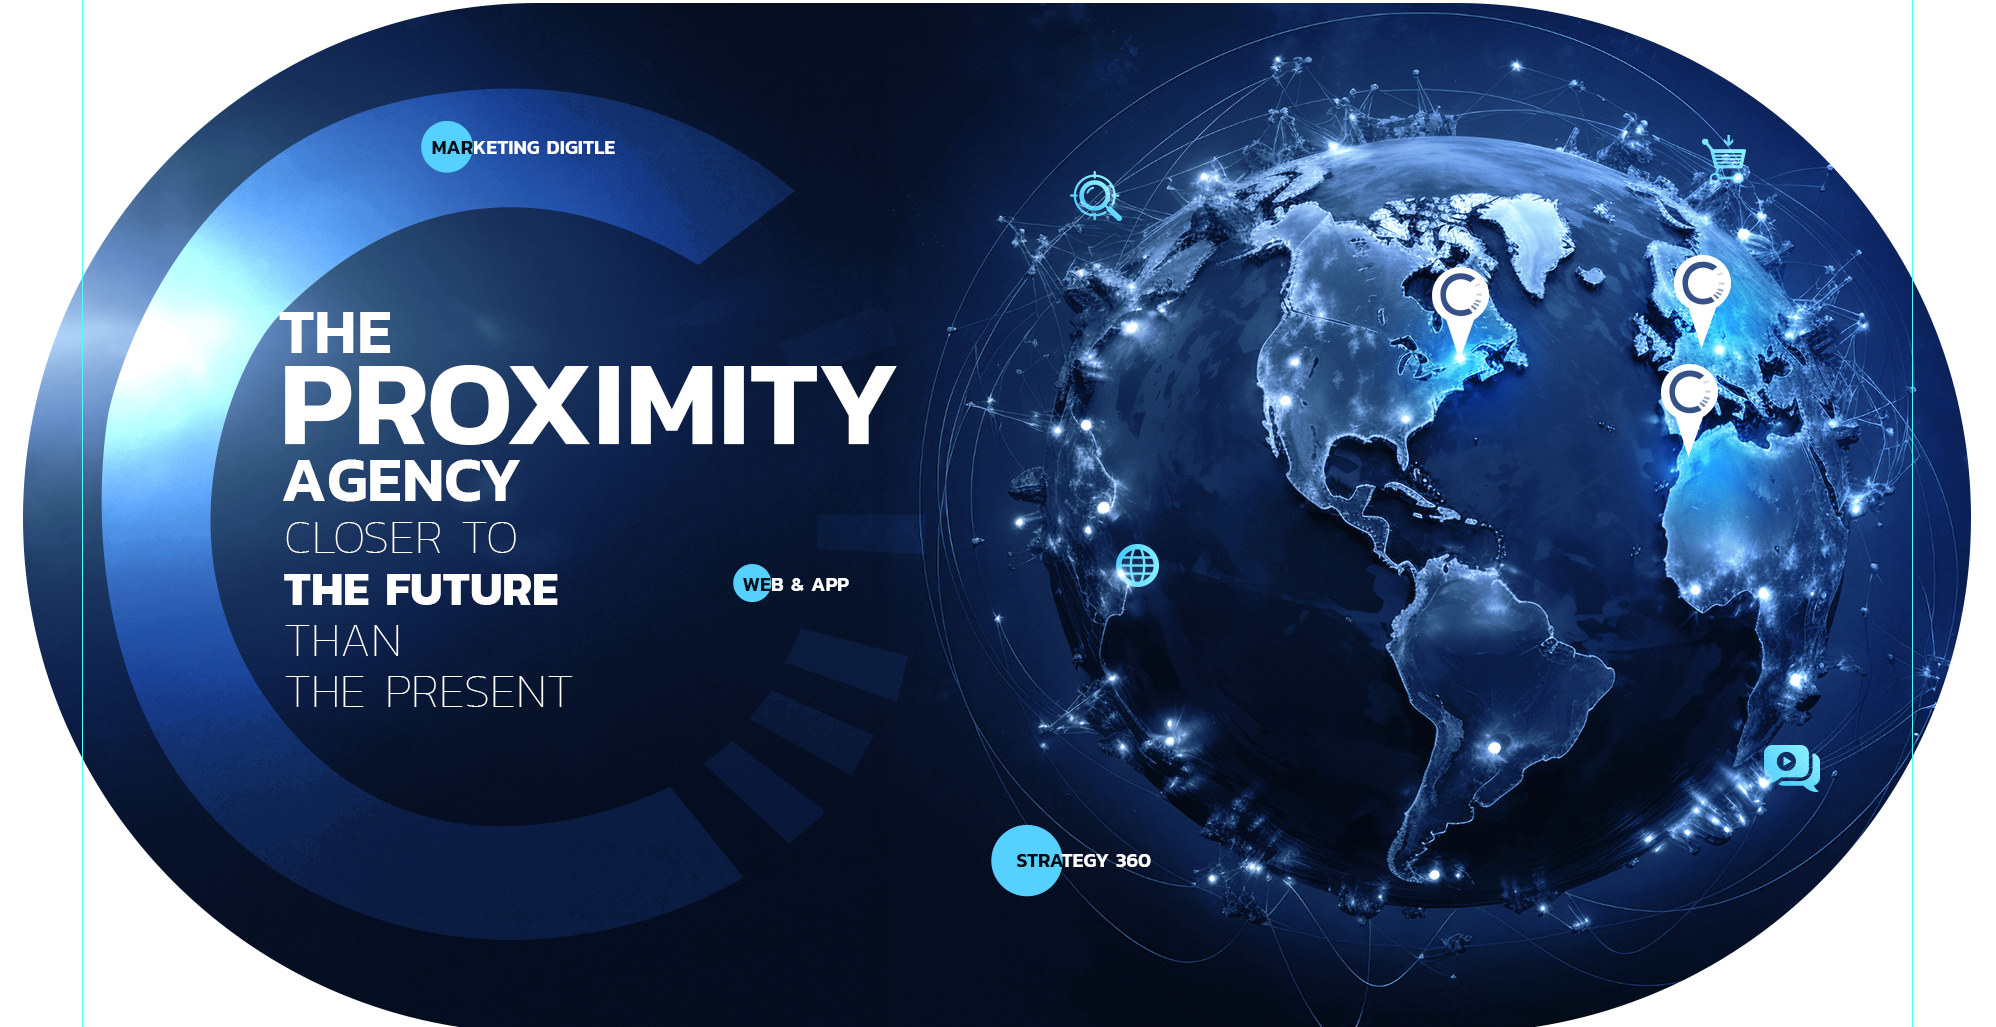 MARKETING DIGITLE
THE
PROXIMITY
AGENCY
CLOSER TO
THE FUTURE
THAN
THE PRESENT
WEB & APP
STRATEGY 360